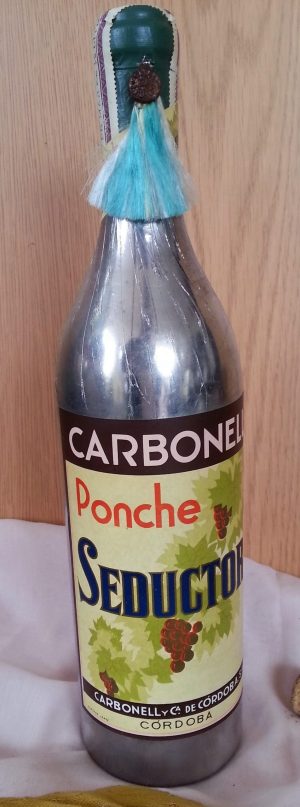 CARBONELL
Ponche
SEDUCTOR
CARBONELL Y Cª. DE CÓRDOBA S.
CÓRDOBA